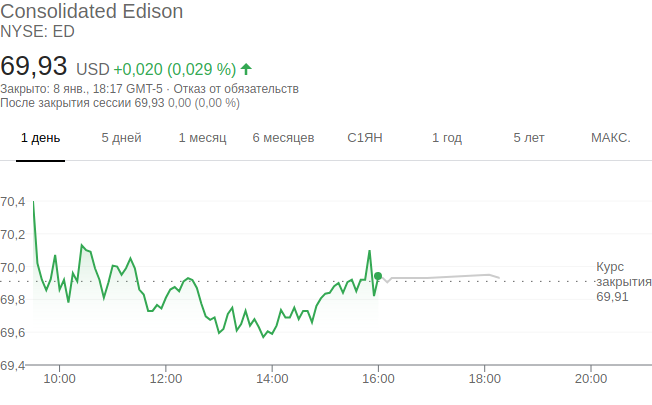 Consolidated Edison
NYSE: ED
69,93 USD +0,020 (0,029 %)
Закрыто: 8 янв., 18:17 GMT-5 · Отказ от обязательств
После закрытия сессии 69,93 0,00 (0,00 %)
1 день 5 дней 1 месяц 6 месяцев С1ЯН 1 год 5 лет МАКС.
70,4
70,2
70,0
69,8
69,6
69,4
Курс
закрытия
69,91
10:00 12:00 14:00 16:00 18:00 20:00